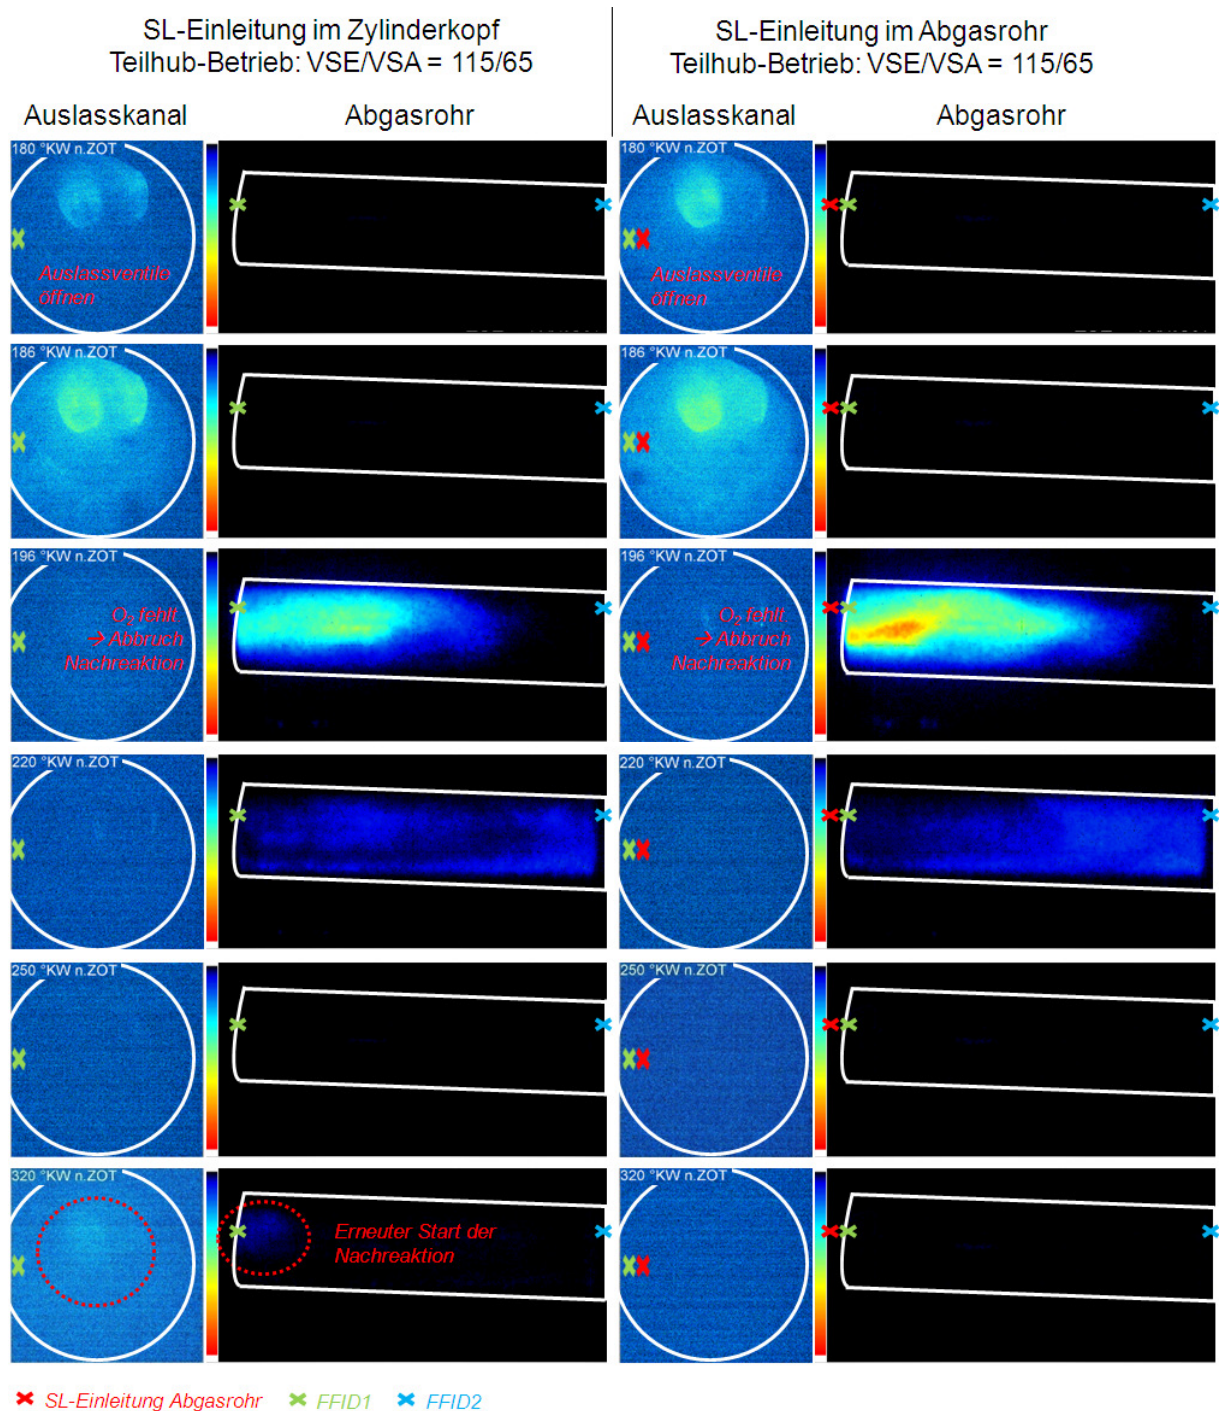 SL-Einleitung im Zylinderkopf
Teilhub-Betrieb: VSE/VSA = 115/65
Auslasskanal Abgasrohr
SL-Einleitung im Abgasrohr
Teilhub-Betrieb: VSE/VSA = 115/65
Auslasskanal Abgasrohr
180 °KW n.ZOT
Auslassventile
öffnen
180 °KW n.ZOT
Auslassventile
öffnen
186 °KW n.ZOT
186 °KW n.ZOT
196 °KW n.ZOT
O₂ fehlt
→ Abbruch
Nachreaktion
196 °KW n.ZOT
O₂ fehlt
→ Abbruch
Nachreaktion
220 °KW n.ZOT
220 °KW n.ZOT
250 °KW n.ZOT
250 °KW n.ZOT
320 °KW n.ZOT
Erneuter Start der
Nachreaktion
320 °KW n.ZOT
SL-Einleitung Abgasrohr FFID1 FFID2